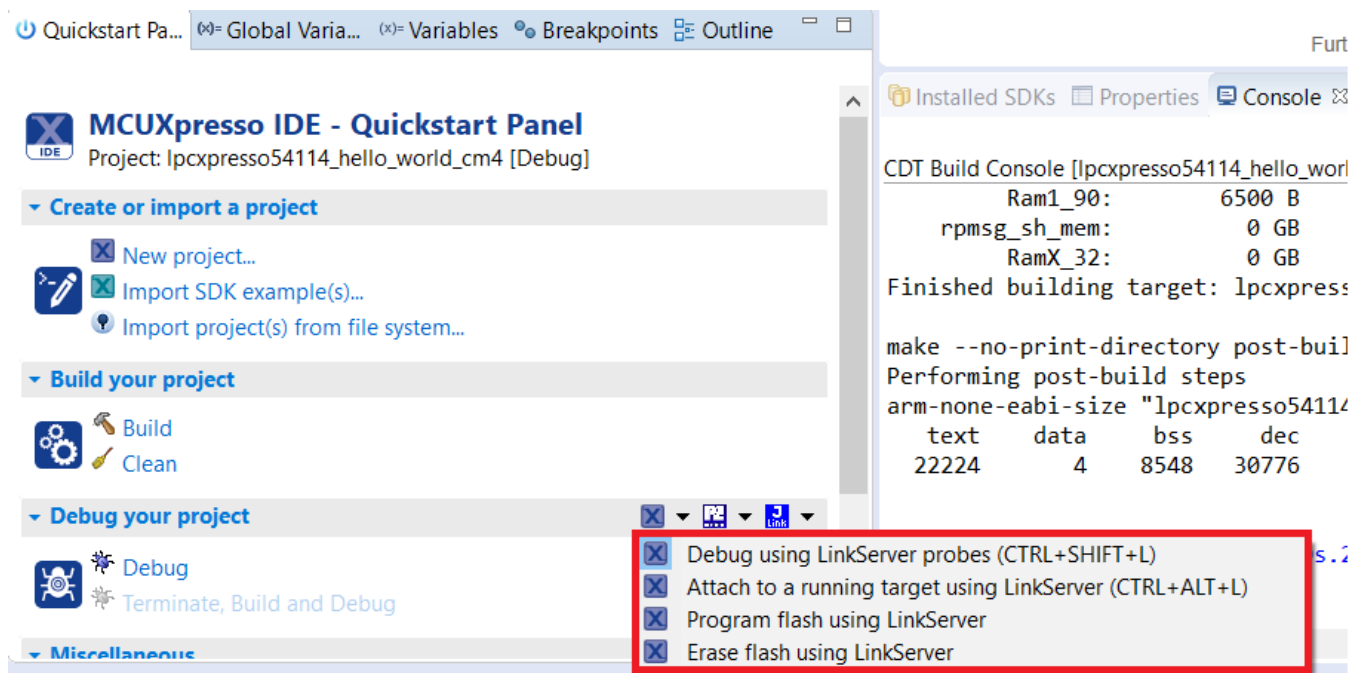 Quickstart Pa... (x)= Global Varia... (x)= Variables Breakpoints Outline
IDE
MCUXpresso IDE - Quickstart Panel
Project: lpcxpresso54114_hello_world_cm4 [Debug]
Create or import a project
New project...
Import SDK example(s)...
Import project(s) from file system...
Build your project
Build
Clean
Debug your project
Debug
Terminate, Build and Debug
Miscellaneous
Debug using LinkServer probes (CTRL+SHIFT+L)
Attach to a running target using LinkServer (CTRL+ALT+L)
Program flash using LinkServer
Erase flash using LinkServer
Installed SDKs Properties Console
CDT Build Console [lpcxpresso54114_hello_wor
Ram1_90: 6500 B
rpmsg_sh_mem: 0 GB
RamX_32: 0 GB
Finished building target: lpcxpress
make --no-print-directory post-buil
Performing post-build steps
arm-none-eabi-size "lpcxpresso54114
text data bss dec
22224 4 8548 30776